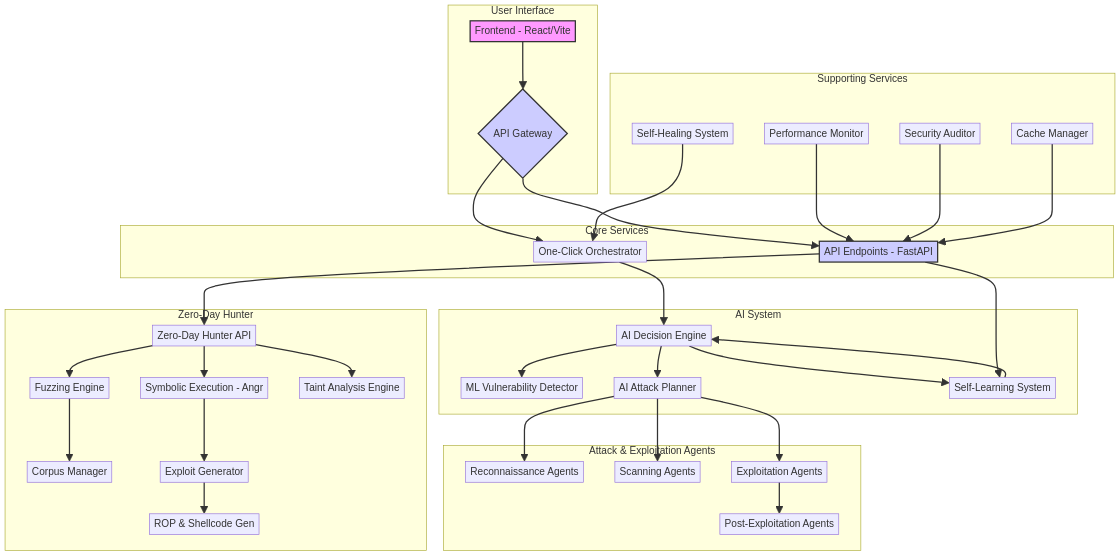 User Interface
Frontend - React/Vite
API Gateway
Supporting Services
Self-Healing System
Performance Monitor
Security Auditor
Cache Manager
Core Services
One-Click Orchestrator
API Endpoints - FastAPI
Zero-Day Hunter
Zero-Day Hunter API
Fuzzing Engine
Symbolic Execution - Angr
Taint Analysis Engine
Corpus Manager
Exploit Generator
ROP & Shellcode Gen
AI System
AI Decision Engine
ML Vulnerability Detector
AI Attack Planner
Self-Learning System
Attack & Exploitation Agents
Reconnaissance Agents
Scanning Agents
Exploitation Agents
Post-Exploitation Agents